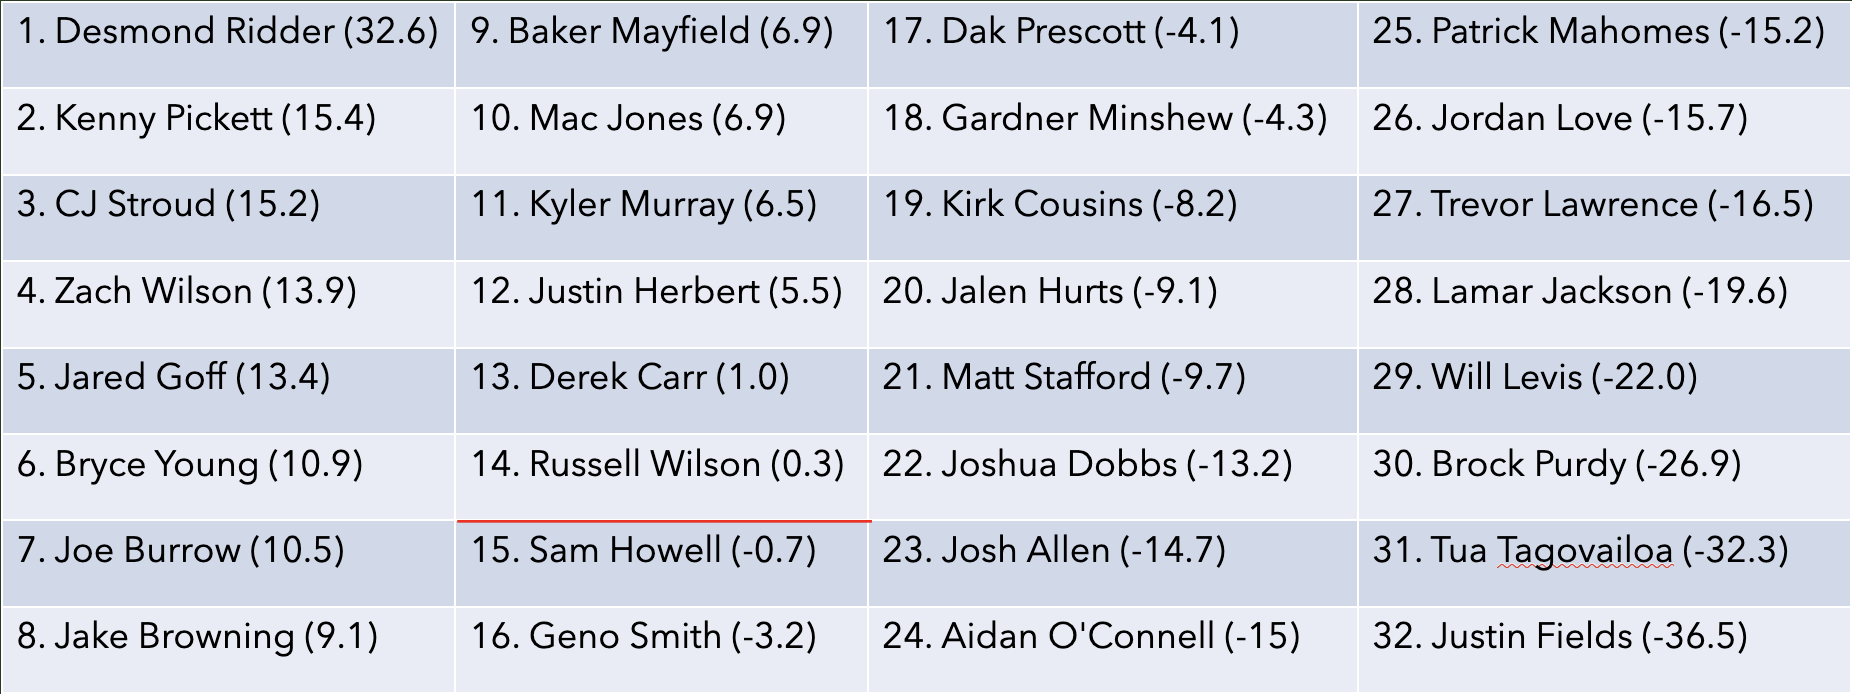 1. Desmond Ridder (32.6)
2. Kenny Pickett (15.4)
3. CJ Stroud (15.2)
4. Zach Wilson (13.9)
5. Jared Goff (13.4)
6. Bryce Young (10.9)
7. Joe Burrow (10.5)
8. Jake Browning (9.1)
9. Baker Mayfield (6.9)
10. Mac Jones (6.9)
11. Kyler Murray (6.5)
12. Justin Herbert (5.5)
13. Derek Carr (1.0)
14. Russell Wilson (0.3)
15. Sam Howell (-0.7)
16. Geno Smith (-3.2)
17. Dak Prescott (-4.1)
18. Gardner Minshew (-4.3)
19. Kirk Cousins (-8.2)
20. Jalen Hurts (-9.1)
21. Matt Stafford (-9.7)
22. Joshua Dobbs (-13.2)
23. Josh Allen (-14.7)
24. Aidan O'Connell (-15)
25. Patrick Mahomes (-15.2)
26. Jordan Love (-15.7)
27. Trevor Lawrence (-16.5)
28. Lamar Jackson (-19.6)
29. Will Levis (-22.0)
30. Brock Purdy (-26.9)
31. Tua Tagovailoa (-32.3)
32. Justin Fields (-36.5)